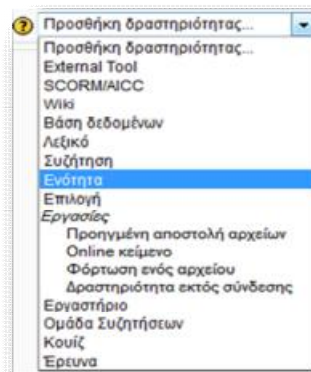 Προσθήκη δραστηριότητας...
Προσθήκη δραστηριότητας...
External Tool
SCORM/AICC
Wiki
Βάση δεδομένων
Λεξικό
Συζήτηση
Ενότητα
Επιλογή
Εργασίες
Προηγμένη αποστολή αρχείων
Online κείμενο
Φόρτωση ενός αρχείου
Δραστηριότητα εκτός σύνδεσης
Εργαστήριο
Ομάδα Συζητήσεων
Κουίζ
Έρευνα